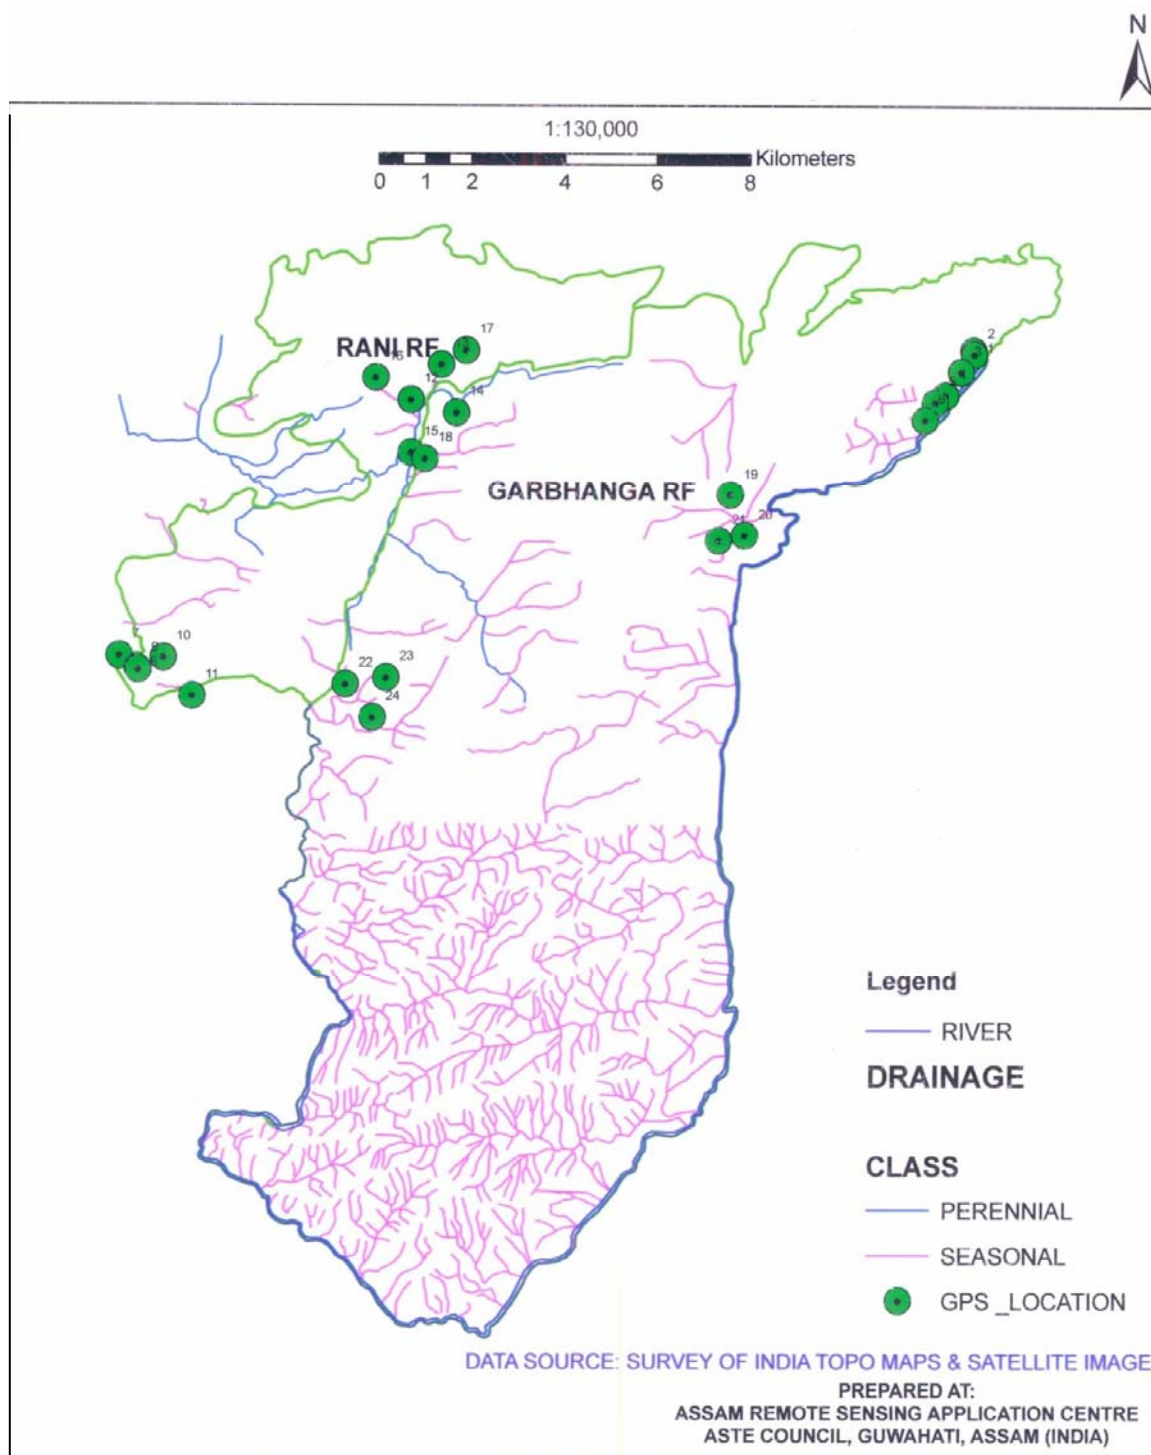 N
1:130,000
Kilometers
0 1 2 4 6 8
2
17
RANI RF
16
12
14
15
18
19
GARBHANGA RF
20
21
7
10
11
22
23
24
Legend
RIVER
DRAINAGE
CLASS
PERENNIAL
SEASONAL
GPS _LOCATION
DATA SOURCE: SURVEY OF INDIA TOPO MAPS & SATELLITE IMAGE
PREPARED AT:
ASSAM REMOTE SENSING APPLICATION CENTRE
ASTE COUNCIL, GUWAHATI, ASSAM (INDIA)